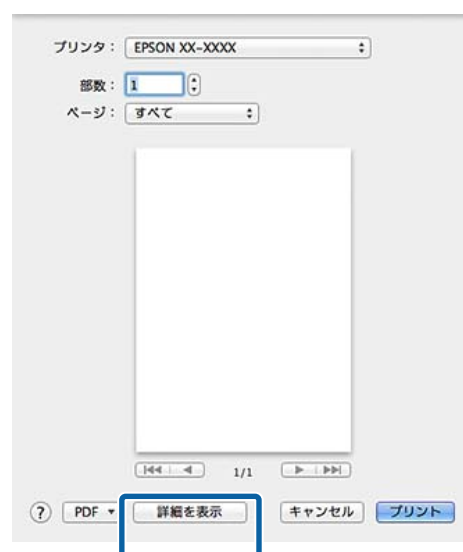 プリンタ： EPSON XX-XXXX
部数： 1
ページ： すべて
1/1
? PDF 詳細を表示 キャンセル プリント